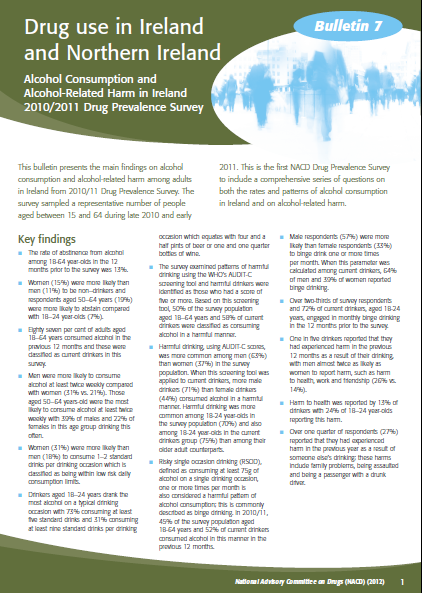 Drug use in Ireland
and Northern Ireland
Bulletin 7
Alcohol Consumption and
Alcohol-Related Harm in Ireland
2010/2011 Drug Prevalence Survey
This bulletin presents the main findings on alcohol
consumption and alcohol-related harm among adults
in Ireland from 2010/11 Drug Prevalence Survey. The
survey sampled a representative number of people
aged between 15 and 64 during late 2010 and early
2011. This is the first NACD Drug Prevalence Survey
to include a comprehensive series of questions on
both the rates and patterns of alcohol consumption
in Ireland and on alcohol-related harm.
Key findings
The rate of abstinence from alcohol
among 18-64 year-olds in the 12
months prior to the survey was 13%.
Women (15%) were more likely than
men (11%) to be non-drinkers and
respondents aged 50–64 years (19%)
were more likely to abstain compared
with 18–24 year-olds (7%).
Eighty seven per cent of adults aged
18–64 years consumed alcohol in the
previous 12 months and these were
classified as current drinkers in this
survey.
Men were more likely to consume
alcohol at least twice weekly compared
with women (31% vs. 21%). Those
aged 50–64 years-olds were the most
likely to consume alcohol at least twice
weekly with 39% of males and 22% of
females in this age group drinking this
often.
Women (31%) were more likely than
men (18%) to consume 1–2 standard
drinks per drinking occasion which is
classified as being within low risk daily
consumption limits.
Drinkers aged 18–24 years drank the
most alcohol on a typical drinking
occasion with 73% consuming at least
five standard drinks and 31% consuming
at least nine standard drinks per drinking
occasion which equates with four and a
half pints of beer or one and one quarter
bottles of wine.
The survey examined patterns of harmful
drinking using the WHO's AUDIT-C
screening tool and harmful drinkers were
identified as those who had a score of
five or more. Based on this screening
tool, 50% of the survey population
aged 18–64 years and 58% of current
drinkers were classified as consuming
alcohol in a harmful manner.
Harmful drinking, using AUDIT-C scores,
was more common among men (63%)
than women (37%) in the survey
population. When this screening tool was
applied to current drinkers, more male
drinkers (71%) than female drinkers
(44%) consumed alcohol in a harmful
manner. Harmful drinking was more
common among 18-24 year-olds in
the survey population (70%) and also
among 18-24 year-olds in the current
drinkers group (75%) than among their
older adult counterparts.
Risky single occasion drinking (RSOD),
defined as consuming at least 75g of
alcohol on a single drinking occasion,
one or more times per month is
also considered a harmful pattern of
alcohol consumption; this is commonly
described as binge drinking. In 2010/11,
45% of the survey population aged
18-64 years and 52% of current drinkers
consumed alcohol in this manner in the
previous 12 months.
Male respondents (57%) were more
likely than female respondents (33%)
to binge drink one or more times
per month. When this parameter was
calculated among current drinkers, 64%
of men and 39% of women reported
binge drinking.
Over two-thirds of survey respondents
and 72% of current drinkers, aged 18-24
years, engaged in monthly binge drinking
in the 12 months prior to the survey.
One in five drinkers reported that they
had experienced harm in the previous
12 months as a result of their drinking,
with men almost twice as likely as
women to report harm, such as harm
to health, work and friendship (26% vs.
14%).
Harm to health was reported by 13% of
drinkers with 24% of 18–24 year-olds
reporting this harm.
Over one quarter of respondents (27%)
reported that they had experienced
harm in the previous year as a result of
someone else's drinking; these harms
include family problems, being assaulted
and being a passenger with a drunk
driver.
National Advisory Committee on Drugs (NACD) (2012) 1